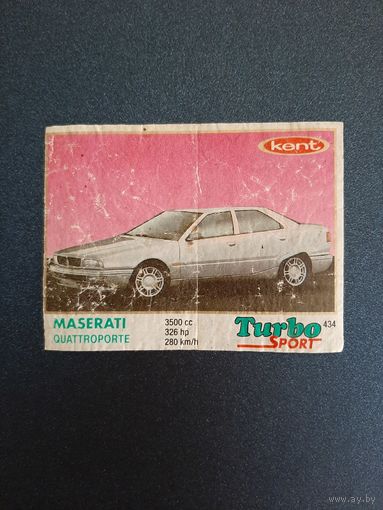 kent
MASERATI
QUATTROPORTE
3500 cc
326 hp
280 km/h
Turbo 434
SPORT
www.ay.by